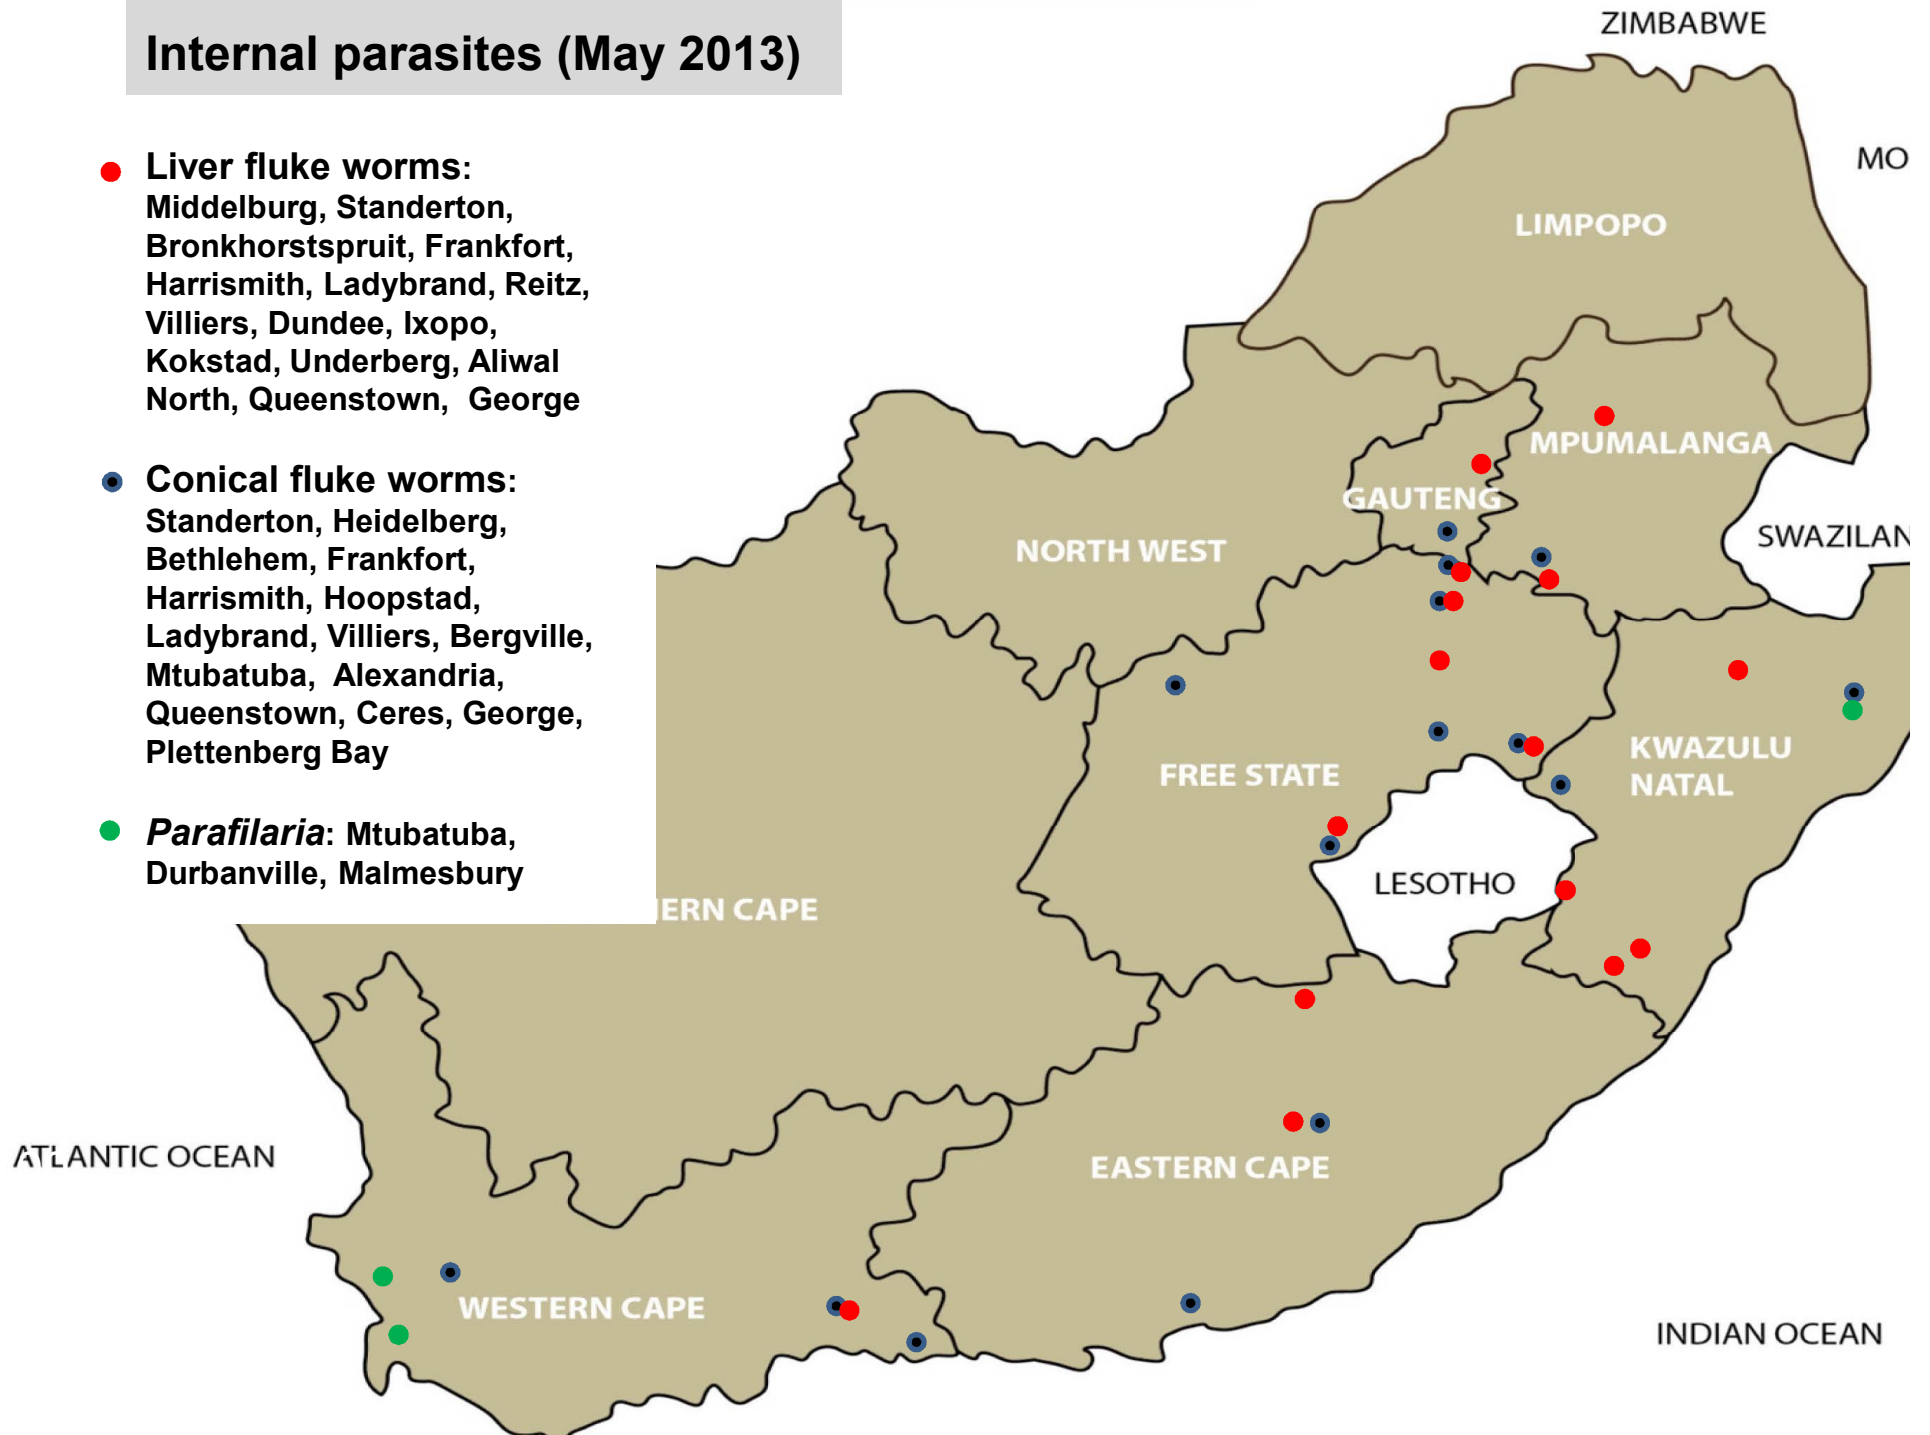 Internal parasites (May 2013)
Liver fluke worms:
Middelburg, Standerton,
Bronkhorstspruit, Frankfort,
Harrismith, Ladybrand, Reitz,
Villiers, Dundee, Ixopo,
Kokstad, Underberg, Aliwal
North, Queenstown, George
Conical fluke worms:
Standerton, Heidelberg,
Bethlehem, Frankfort,
Harrismith, Hoopstad,
Ladybrand, Villiers, Bergville,
Mtubatuba, Alexandria,
Queenstown, Ceres, George,
Plettenberg Bay
Parafilaria: Mtubatuba,
Durbanville, Malmesbury
ZIMBABWE
MO
LIMPOPO
MPUMALANGA
GAUTENG
SWAZILAN
NORTH WEST
KWAZULU
NATAL
FREE STATE
LESOTHO
ERN CAPE
ATLANTIC OCEAN
EASTERN CAPE
WESTERN CAPE
INDIAN OCEAN